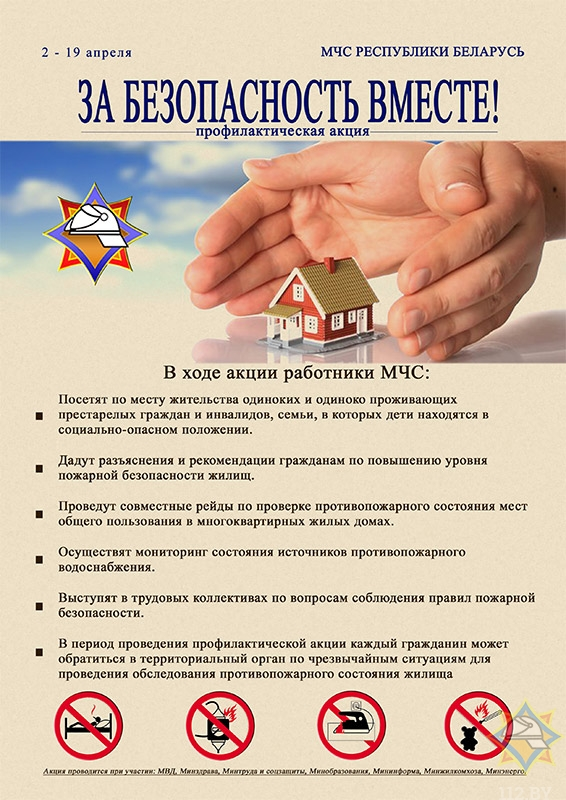 2 - 19 апреля
МЧС РЕСПУБЛИКИ БЕЛАРУСЬ
ЗА БЕЗОПАСНОСТЬ ВМЕСТЕ!
профилактическая акция
В ходе акции работники МЧС:
Посетят по месту жительства одиноких и одиноко проживающих
престарелых граждан и инвалидов, семьи, в которых дети находятся в
социально-опасном положении.
Дадут разъяснения и рекомендации гражданам по повышению уровня
пожарной безопасности жилищ.
Проведут совместные рейды по проверке противопожарного состояния мест
общего пользования в многоквартирных жилых домах.
Осуществят мониторинг состояния источников противопожарного
водоснабжения.
Выступят в трудовых коллективах по вопросам соблюдения правил пожарной
безопасности.
В период проведения профилактической акции каждый гражданин может
обратиться в территориальный орган по чрезвычайным ситуациям для
проведения обследования противопожарного состояния жилища
Акция проводится при участии: МВД, Минздрава, Минтруда и соцзащиты, Минобразования, Мининформа, Минжилкомхоза, Минэнерго.
112.BY